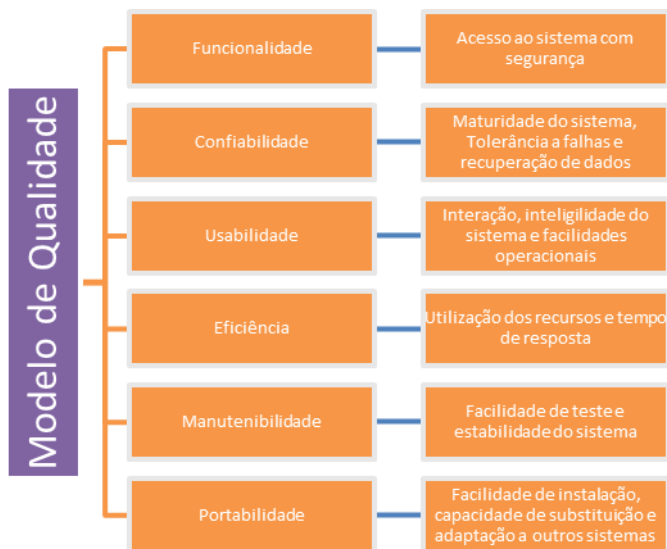 Modelo de Qualidade
Funcionalidade
Acesso ao sistema com
segurança
Confiabilidade
Maturidade do sistema,
Tolerância a falhas e
recuperação de dados
Usabilidade
Interação, inteligilidade do
sistema e facilidades
operacionais
Eficiência
Utilização dos recursos e tempo
de resposta
Manutenibilidade
Facilidade de teste e
estabilidade do sistema
Portabilidade
Facilidade de instalação,
capacidade de substituição e
adaptação a outros sistemas